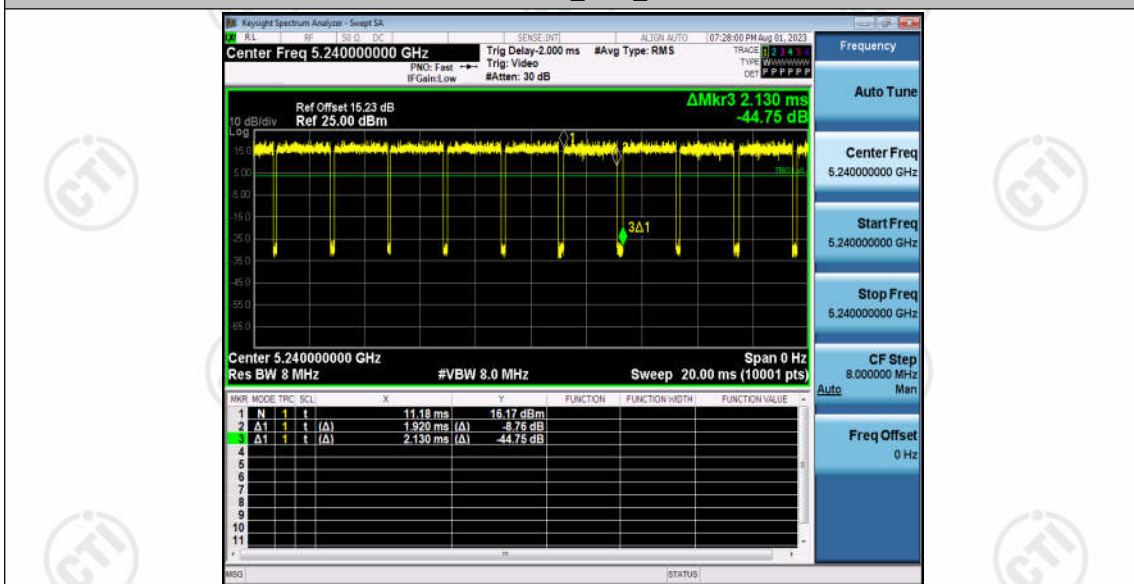 Keysight Spectrum Analyzer - Swept SA
RL RF 50 Ω DC SENSE:INT ALIGN AUTO 07:28:00 PM Aug 01, 2023
Center Freq 5.240000000 GHz Trig Delay-2.000 ms #Avg Type: RMS TRACE 1 2 3 4 5 6
PNO: Fast Trig: Video TYPE WWWWWW
IFGain:Low #Atten: 30 dB DET P P P P P P
Frequency
Auto Tune
Center Freq
5.240000000 GHz
Start Freq
5.240000000 GHz
Stop Freq
5.240000000 GHz
CF Step
8.000000 MHz
Auto Man
Freq Offset
0 Hz
ΔMkr3 2.130 ms
-44.75 dB
Ref Offset 15.23 dB
10 dB/div Ref 25.00 dBm
Log
15.0
5.00
-5.00
-15.0
-25.0
-35.0
-45.0
-55.0
-65.0
1
3Δ1
Center 5.240000000 GHz Span 0 Hz
Res BW 8 MHz #VBW 8.0 MHz Sweep 20.00 ms (10001 pts)
MKR MODE TRC SCL X Y FUNCTION FUNCTION WIDTH FUNCTION VALUE
1 N 1 t 11.18 ms 16.17 dBm
2 Δ1 1 t (Δ) 1.920 ms (Δ) -8.76 dB
3 Δ1 1 t (Δ) 2.130 ms (Δ) -44.75 dB
4
5
6
7
8
9
10
11
MSG STATUS
CTI
CTI
CTI
CTI